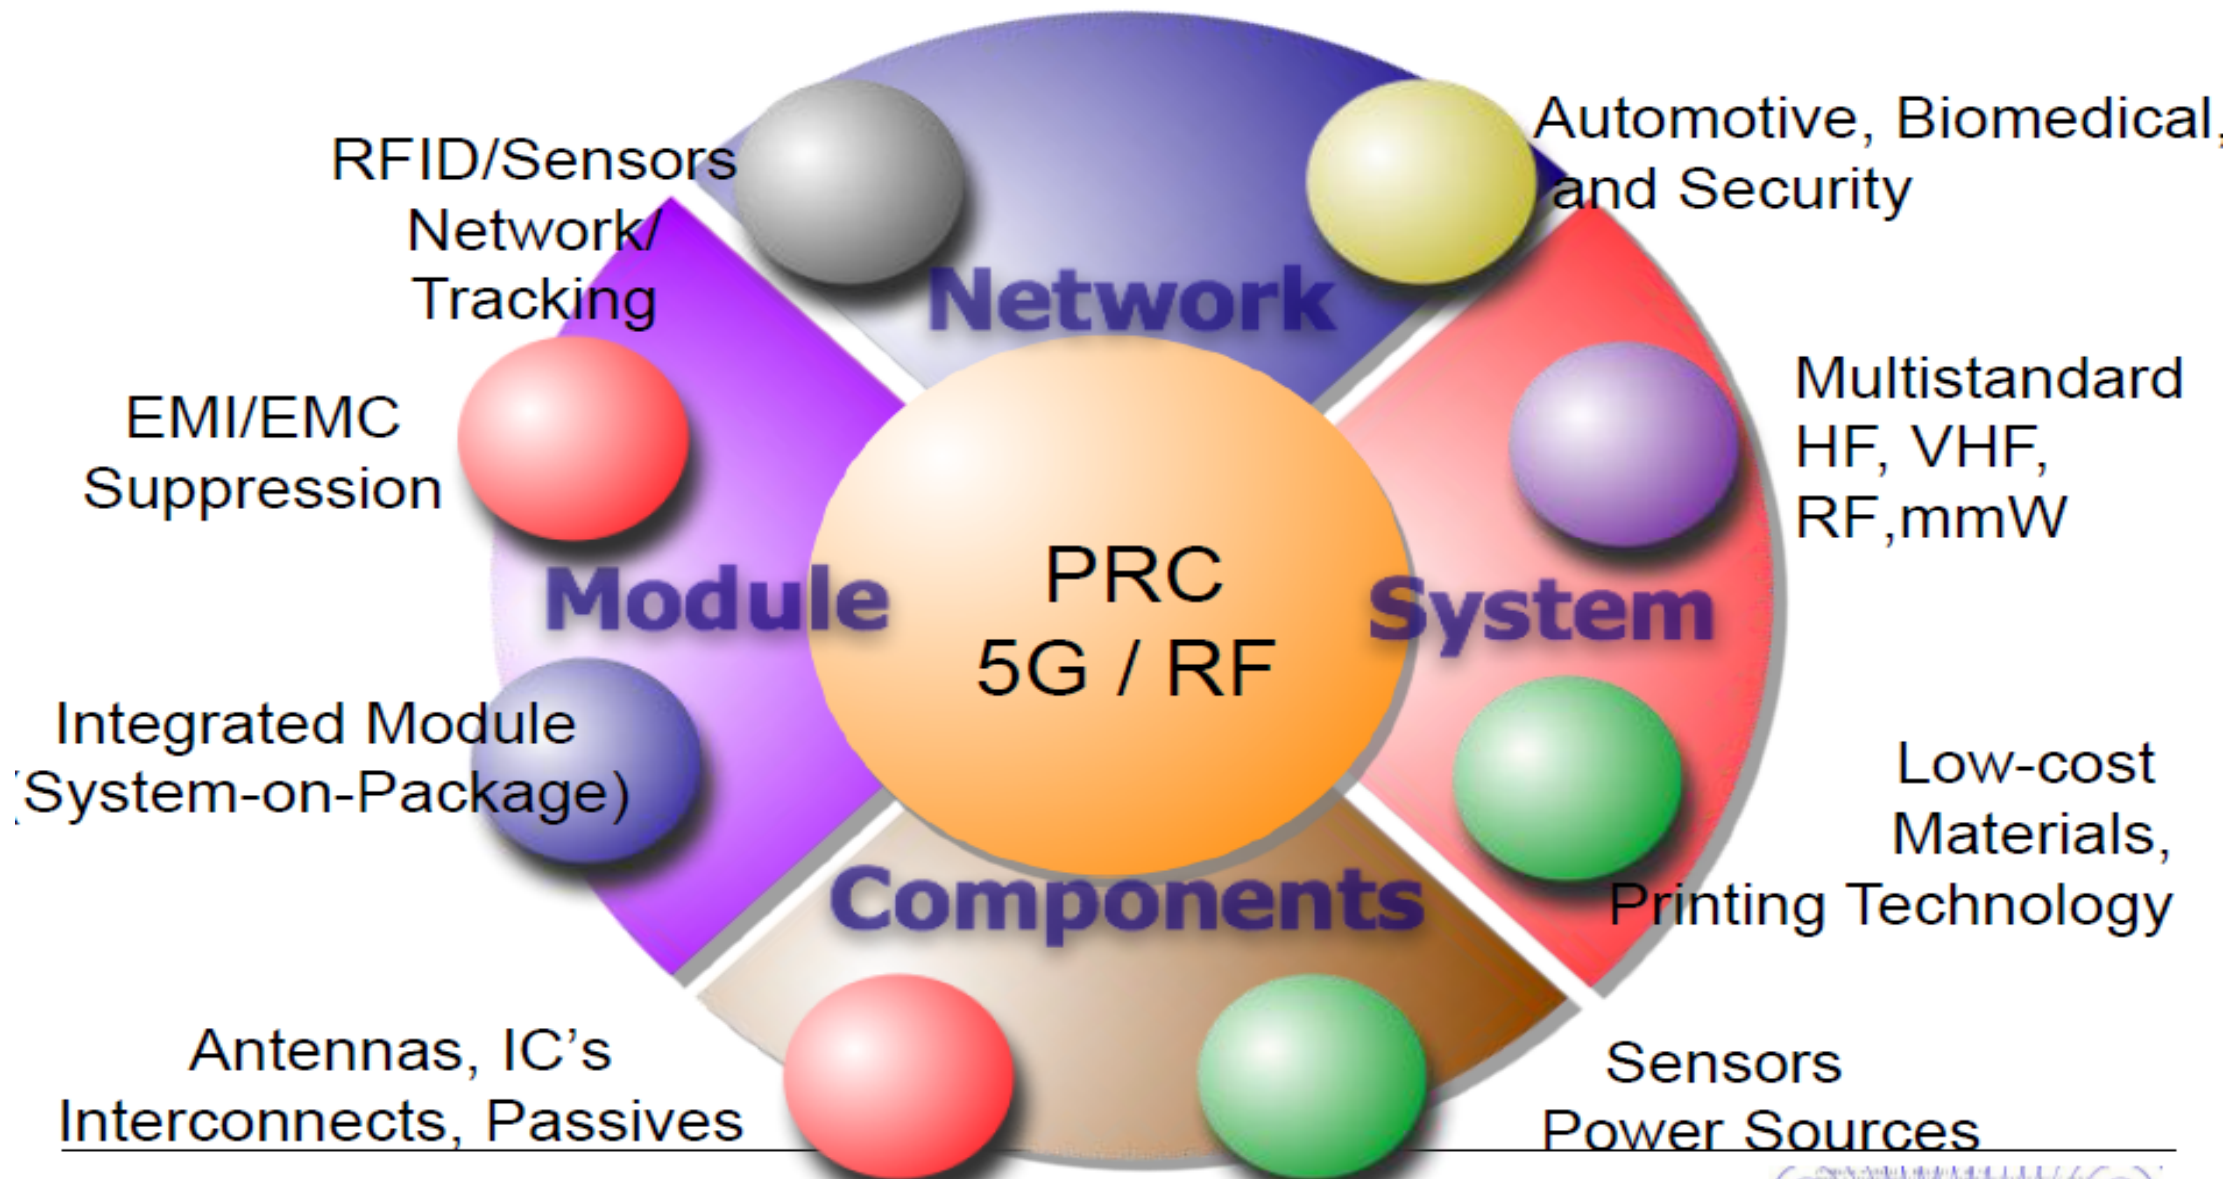 RFID/Sensors
Network/
Tracking
Automotive, Biomedical,
and Security
Network
EMI/EMC
Suppression
Multistandard
HF, VHF,
RF,mmW
Module
PRC
5G / RF
System
Integrated Module
(System-on-Package)
Low-cost
Materials,
Printing Technology
Components
Antennas, IC’s
Interconnects, Passives
Sensors
Power Sources